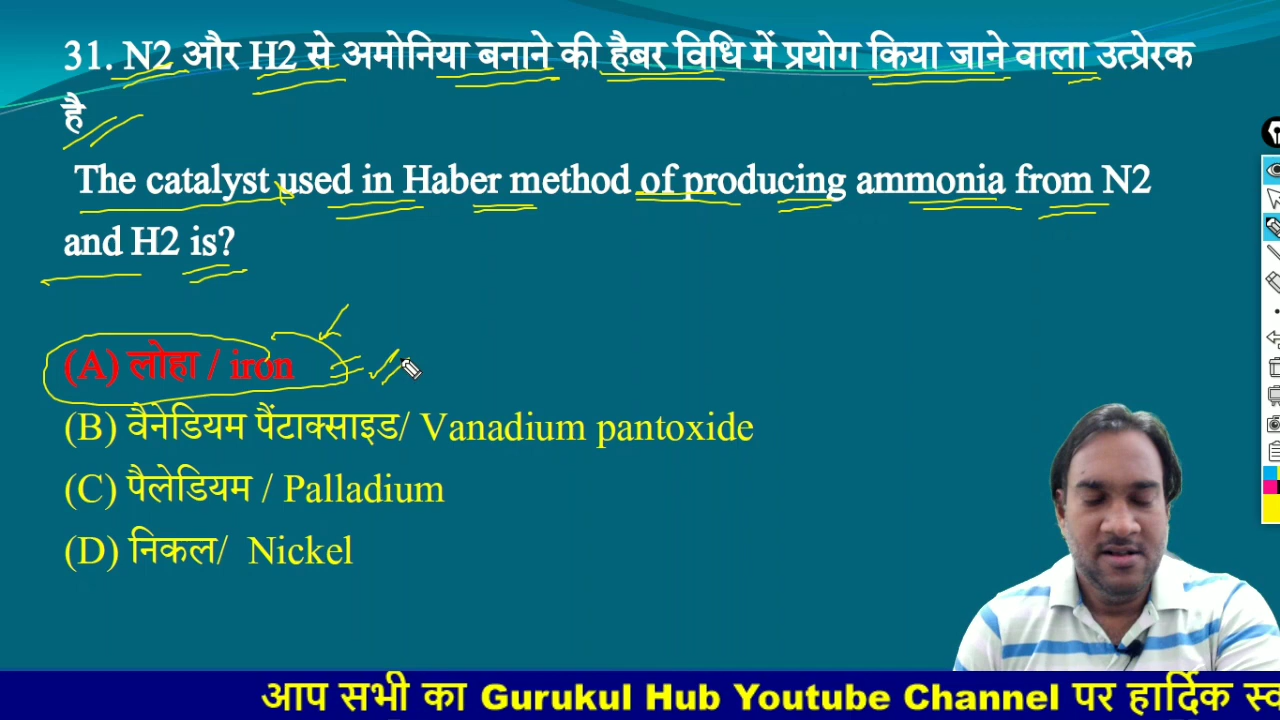 31. N2 और H2 से अमोनिया बनाने की हैबर विधि में प्रयोग किया जाने वाला उत्प्रेरक
है
The catalyst used in Haber method of producing ammonia from N2
and H2 is?
(A) लोहा / iron
(B) वैनेडियम पैंटाक्साइड/ Vanadium pantoxide
(C) पैलेडियम / Palladium
(D) निकल/ Nickel
आप सभी का Gurukul Hub Youtube Channel पर हार्दिक स्व